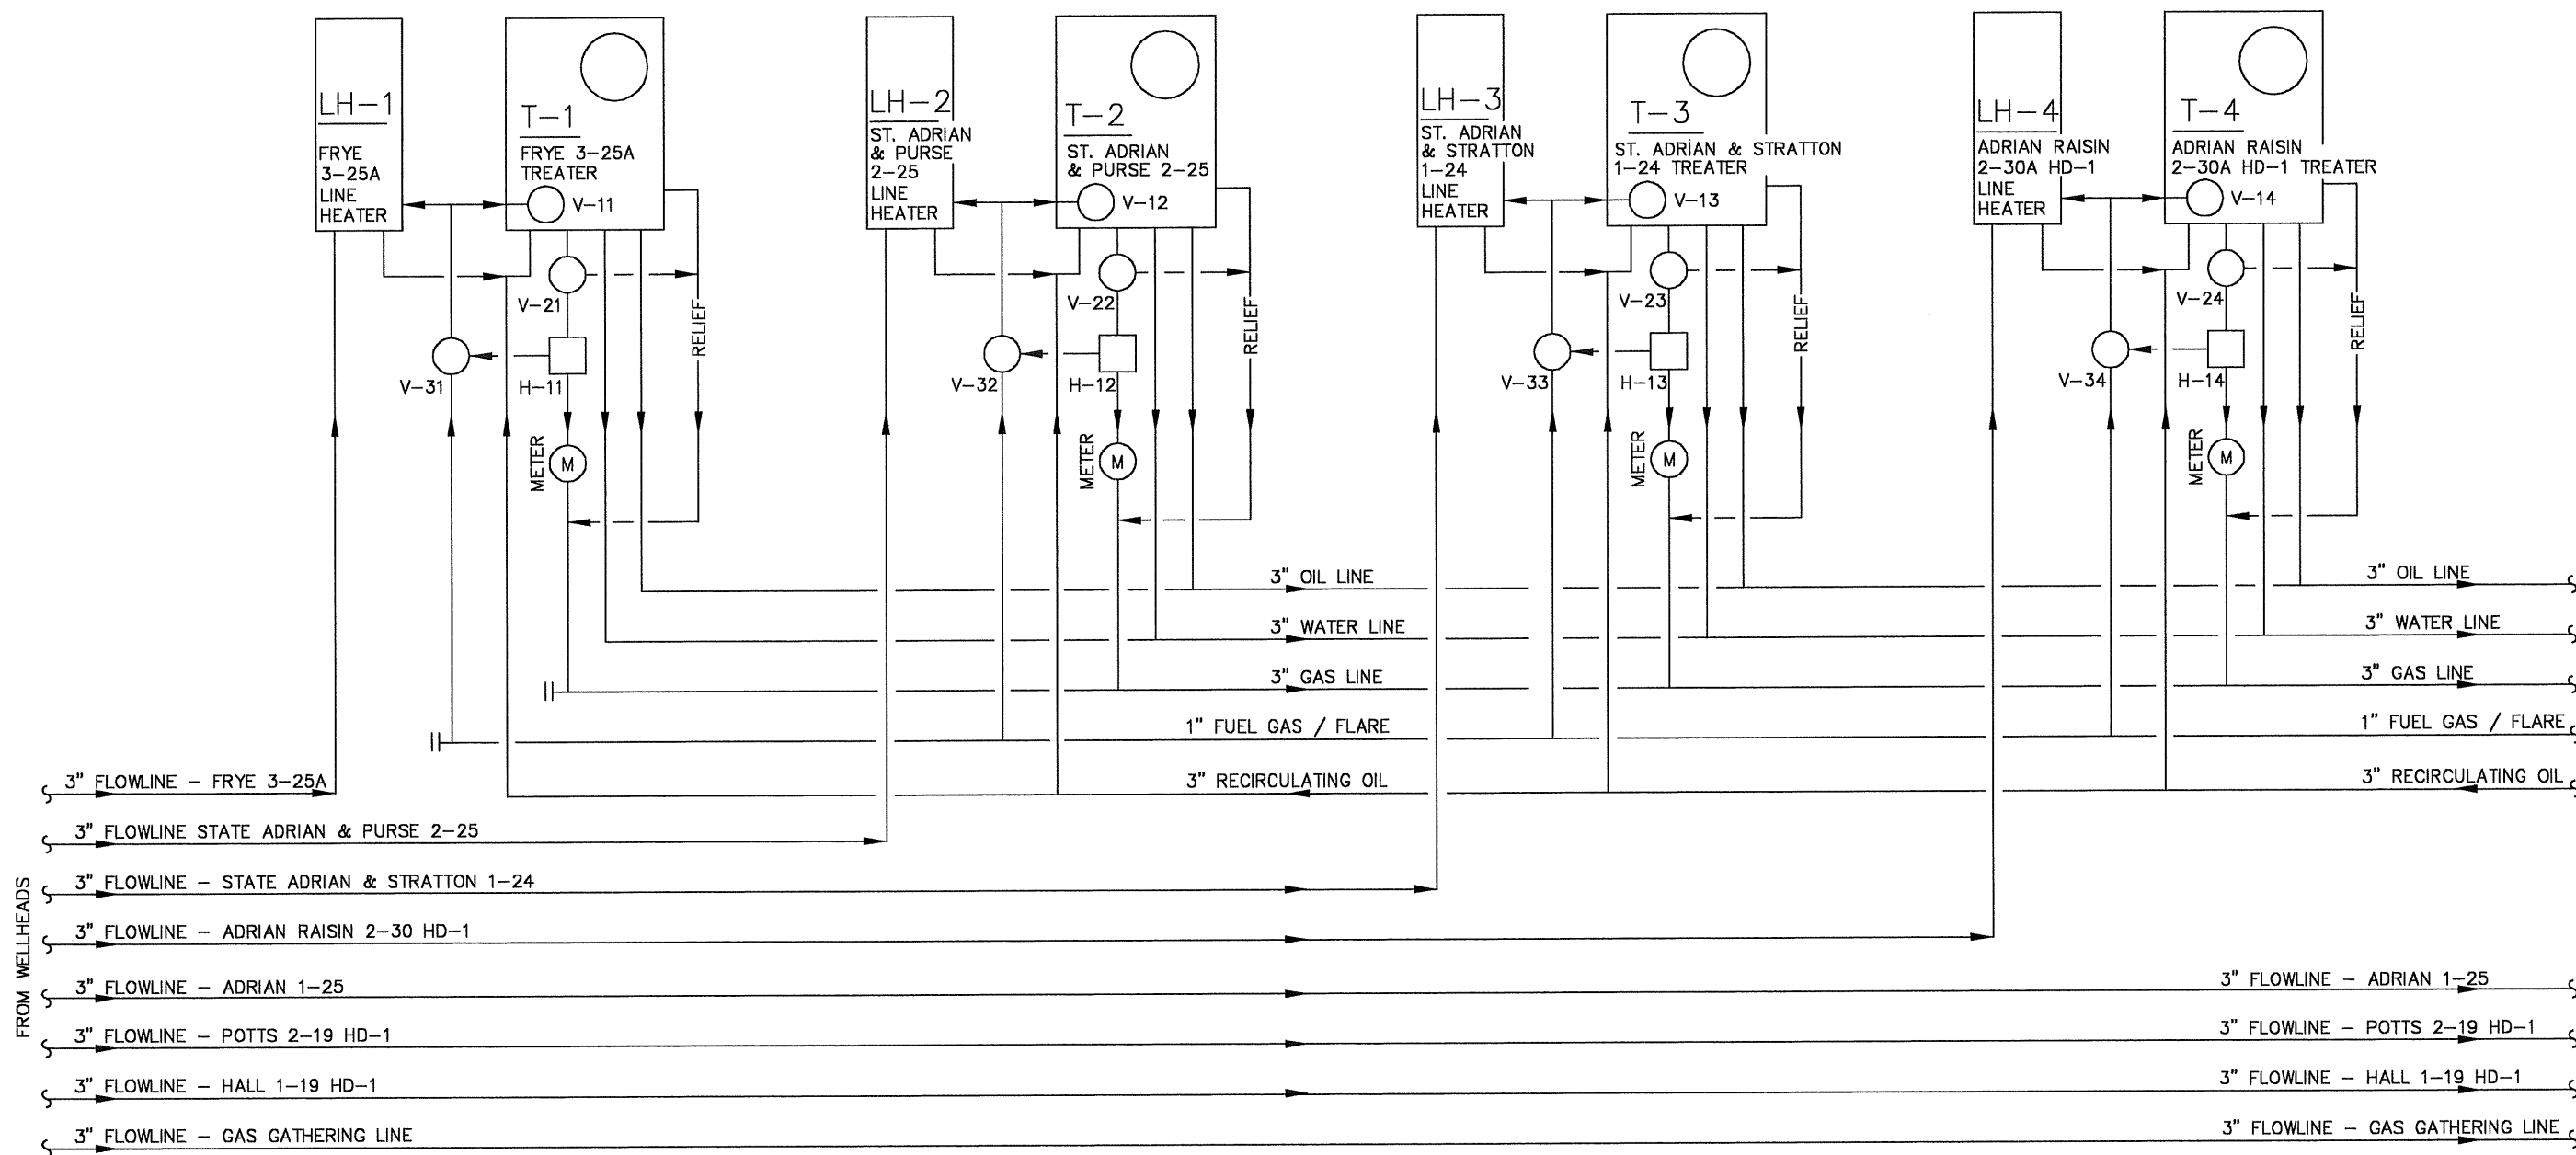 LH-1
FRYE
3-25A
LINE
HEATER
T-1
FRYE 3-25A
TREATER
V-11
V-21
V-31
H-11
RELIEF
METER
M
LH-2
ST. ADRIAN
& PURSE
2-25
LINE
HEATER
T-2
ST. ADRIAN
& PURSE 2-25
V-12
V-22
V-32
H-12
RELIEF
METER
M
LH-3
ST. ADRIAN
& STRATTON
1-24
LINE
HEATER
T-3
ST. ADRIAN & STRATTON
1-24 TREATER
V-13
V-23
V-33
H-13
RELIEF
METER
M
LH-4
ADRIAN RAISIN
2-30A HD-1
LINE
HEATER
T-4
ADRIAN RAISIN
2-30A HD-1 TREATER
V-14
V-24
V-34
H-14
RELIEF
METER
M
3" OIL LINE
3" OIL LINE
3" WATER LINE
3" WATER LINE
3" GAS LINE
3" GAS LINE
1" FUEL GAS / FLARE
1" FUEL GAS / FLARE
3" RECIRCULATING OIL
3" RECIRCULATING OIL
FROM WELLHEADS
3" FLOWLINE - FRYE 3-25A
3" FLOWLINE STATE ADRIAN & PURSE 2-25
3" FLOWLINE - STATE ADRIAN & STRATTON 1-24
3" FLOWLINE - ADRIAN RAISIN 2-30 HD-1
3" FLOWLINE - ADRIAN 1-25
3" FLOWLINE - ADRIAN 1-25
3" FLOWLINE - POTTS 2-19 HD-1
3" FLOWLINE - POTTS 2-19 HD-1
3" FLOWLINE - HALL 1-19 HD-1
3" FLOWLINE - HALL 1-19 HD-1
3" FLOWLINE - GAS GATHERING LINE
3" FLOWLINE - GAS GATHERING LINE